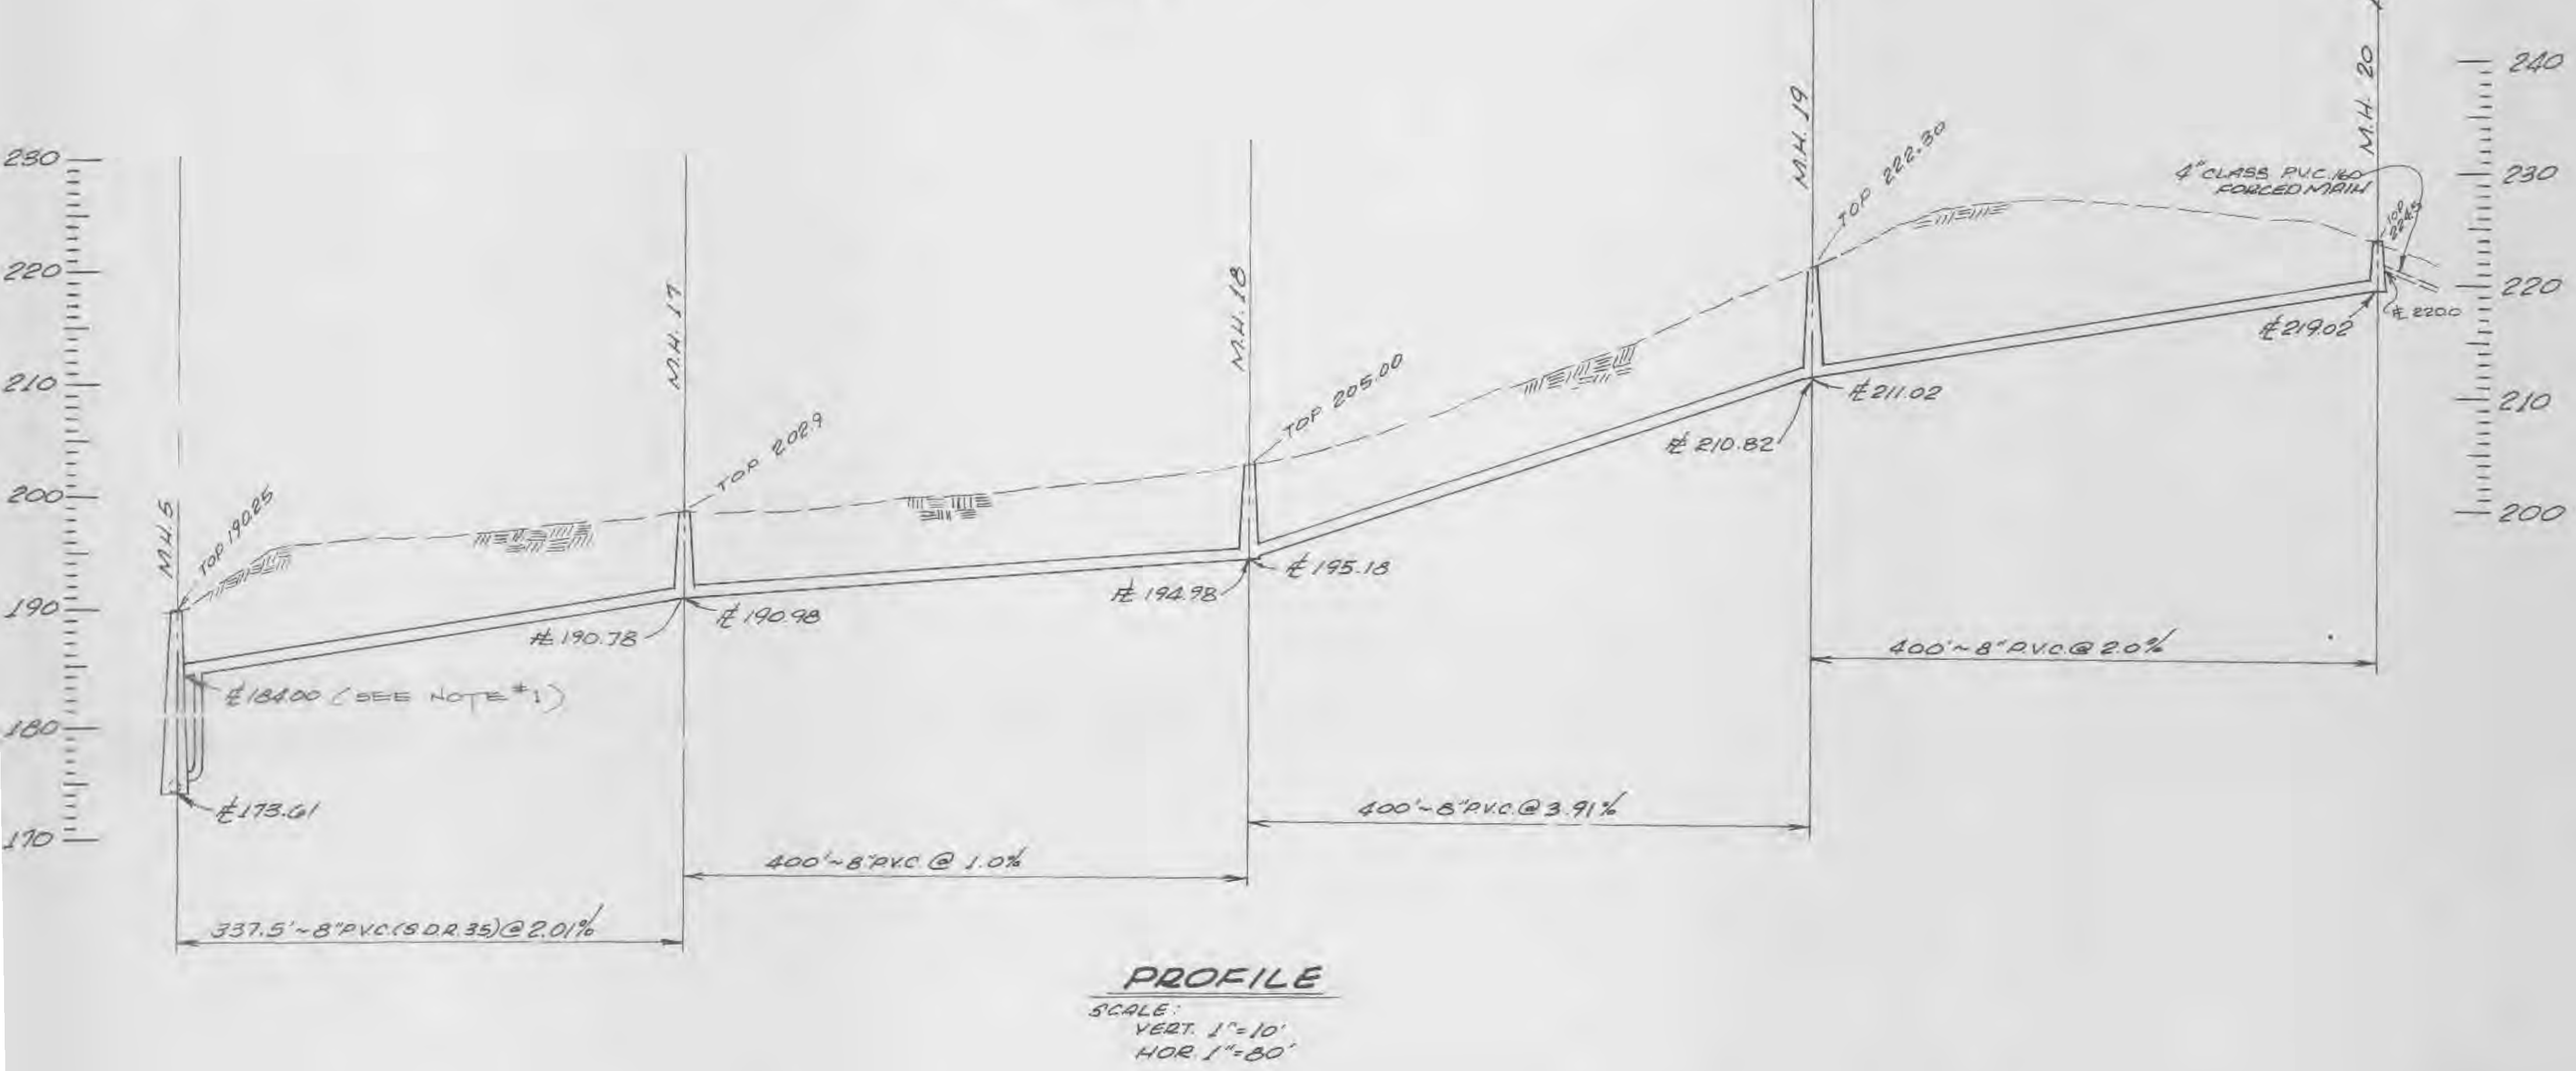 240
230
220
210
200
230
220
210
200
190
180
170
M.H. 5
M.H. 17
M.H. 18
M.H. 19
M.H. 20
TOP 190.25
TOP 202.9
TOP 205.00
TOP 222.30
TOP
4" CLASS P.V.C. 160
FORCED MAIN
℄ 184.00 (SEE NOTE #1)
℄ 173.61
℄ 190.78
℄ 190.98
℄ 194.98
℄ 195.18
℄ 210.82
℄ 211.02
℄ 219.02
℄ 220.0
337.5'~8" P.V.C. (S.D.R. 35) @ 2.01%
400'~8" P.V.C. @ 1.0%
400'~8" P.V.C. @ 3.91%
400'~8" P.V.C. @ 2.0%
PROFILE
SCALE:
VERT. 1"=10'
HOR. 1"=80'